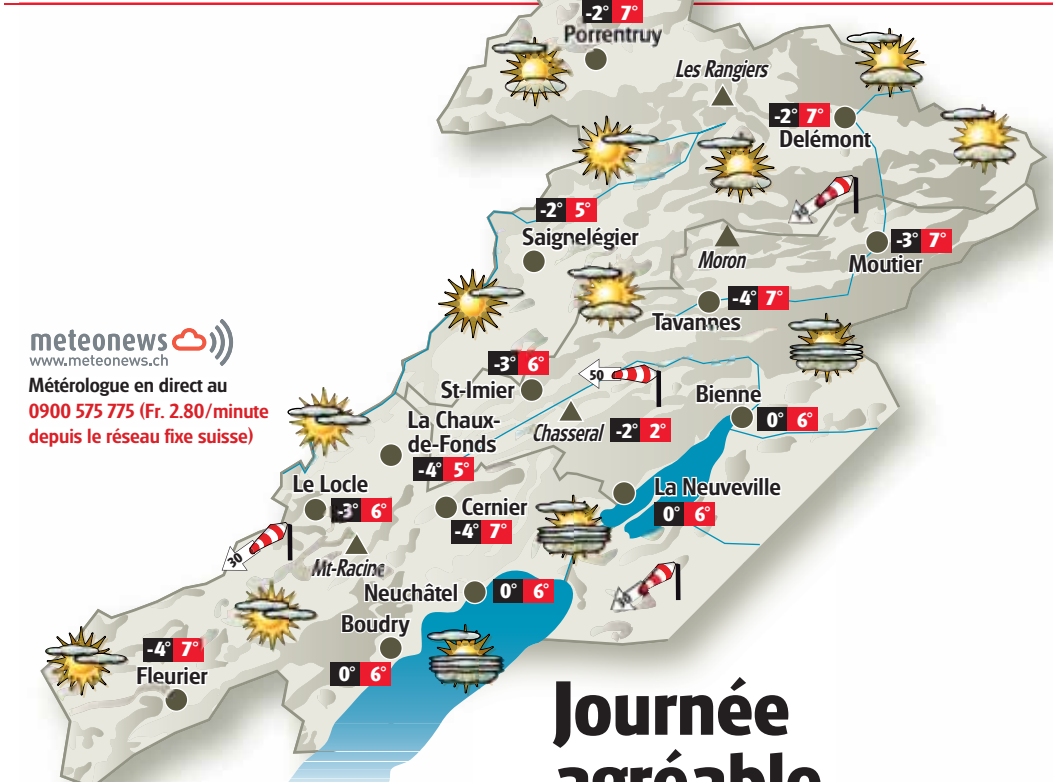 -2° 7°
Porrentruy
Les Rangiers
-2° 7°
Delémont
-2° 5°
Saignelégier
Moron
-3° 7°
Moutier
-4° 7°
Tavannes
meteonews
www.meteonews.ch
Météorologue en direct au
0900 575 775 (Fr. 2.80/minute
depuis le réseau fixe suisse)
-3° 6°
St-Imier
50
Chasseral -2° 2°
Bienne
0° 6°
La Chaux-
de-Fonds
-4° 5°
Le Locle
-3° 6°
Cernier
-4° 7°
La Neuveville
0° 6°
30
Mt-Racine
Neuchâtel 0° 6°
Boudry
0° 6°
-4° 7°
Fleurier
Journée
agréable